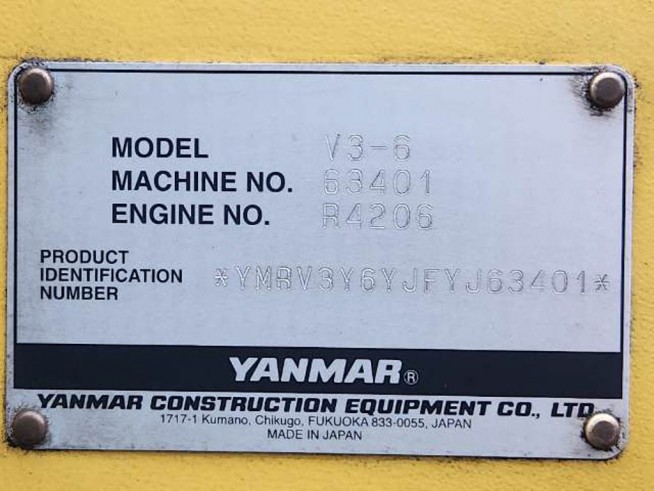 MODEL V3-6
MACHINE NO. 63401
ENGINE NO. R4206
PRODUCT
IDENTIFICATION
NUMBER *YMRV3Y6YJFYJ63401*
YANMAR®
YANMAR CONSTRUCTION EQUIPMENT CO., LTD.
1717-1 Kumano, Chikugo, FUKUOKA 833-0055, JAPAN
MADE IN JAPAN